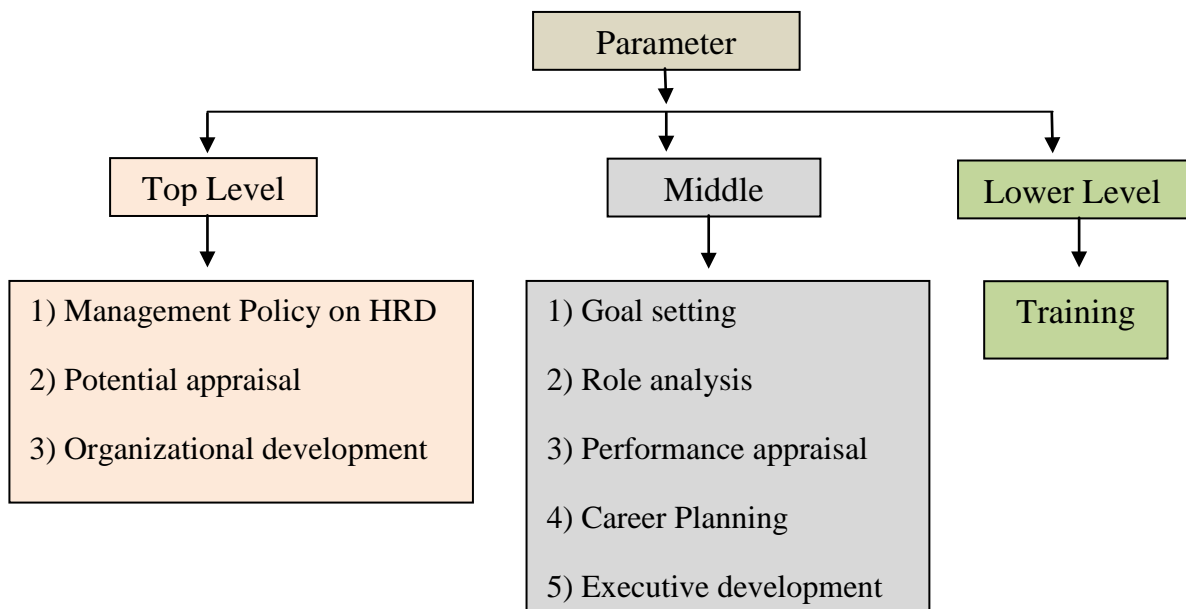 Parameter
Top Level
Middle
Lower Level
1) Management Policy on HRD
2) Potential appraisal
3) Organizational development
1) Goal setting
2) Role analysis
3) Performance appraisal
4) Career Planning
5) Executive development
Training